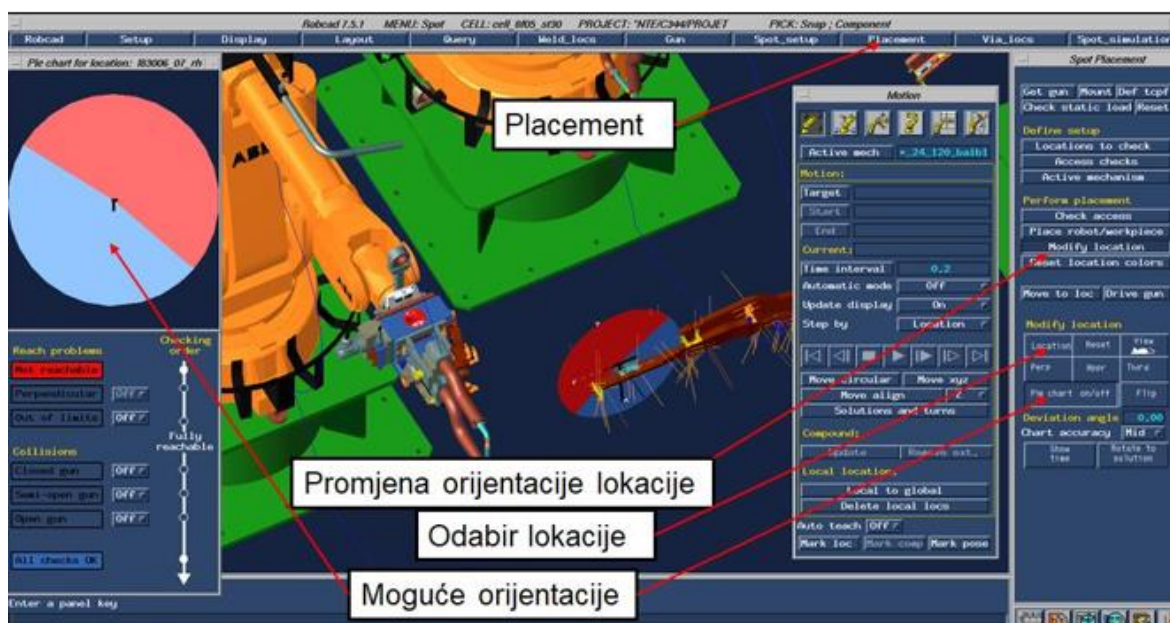 Robcad 7.5.1 MENU: Spot CELL: cell_8f05_st30 PROJECT: "NTE/C344/PROJET PICK: Snap ; Component
Robcad Setup Display Layout Query Weld_locs Gun Spot_setup Placement Via_locs Spot_simulation
Pie chart for location: 183006_07_rh
Motion
Spot Placement
Get gun Mount Def tcpf
Check static load Reset
Define setup
Locations to check
Access checks
Active mechanism
Perform placement
Check access
Place robot/workpiece
Modify location
Reset location colors
Move to loc Drive gun
Modify location
Location Reset View
Perp Near Third
Pie chart on/off Flip
Deviation angle 0.00
Chart accuracy Mid
Show time Rotate to solution
Placement
ABB
Active mech *_24_120_balb1
Motion:
Target
Start
End
Current:
Time interval 0.2
Automatic mode Off
Update display On
Step by Location
Move circular Move xyz
Move align z
Solutions and turns
Compound:
Update Remove ext.
Local location:
Local to global
Delete local locs
Auto teach Off
Mark loc Mark comp Mark pose
r
Reach problems Checking order
Not reachable
Perpendicular Off
Out of limits Off
Fully reachable
Collisions
Closed gun Off
Semi-open gun Off
Open gun Off
All checks OK
Enter a panel key
Promjena orijentacije lokacije
Odabir lokacije
Moguće orijentacije